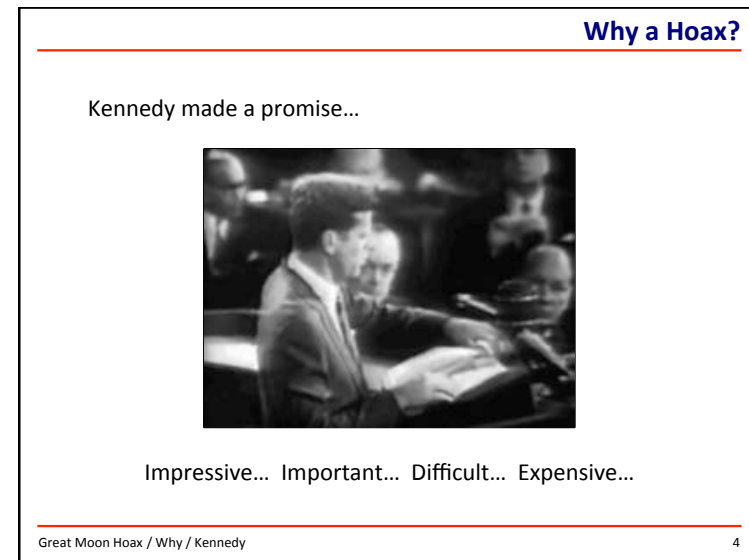 Why a Hoax?
Kennedy made a promise…
Impressive… Important… Difficult… Expensive…
Great Moon Hoax / Why / Kennedy 4